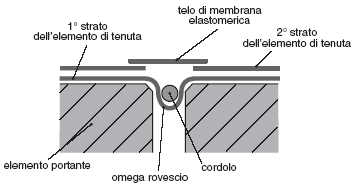 telo di membrana
elastomerica
1° strato
dell'elemento di tenuta
2° strato
dell'elemento di tenuta
elemento portante
omega rovescio
cordolo